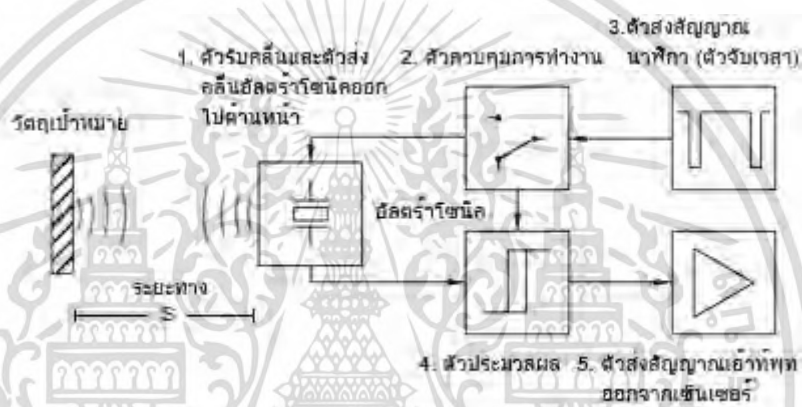 3.ตัวส่งสัญญาณ
นาฬิกา (ตัวจับเวลา)
1. ตัวรับคลื่นและตัวส่ง
คลื่นอัลตร้าโซนิคออก
ไปด้านหน้า
2. ตัวควบคุมการทำงาน
วัตถุเป้าหมาย
อัลตร้าโซนิค
ระยะทาง
S
4. ตัวประมวลผล
5. ตัวส่งสัญญาณเอ้าท์พุท
ออกจากเซ็นเซอร์